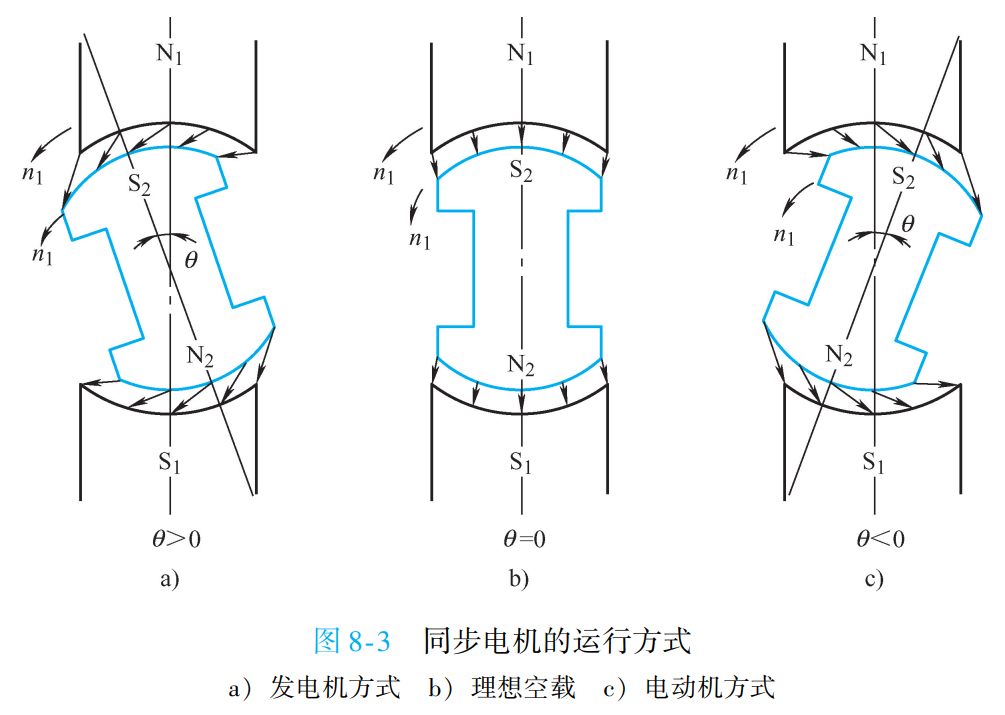 N₁ N₁ N₁
n₁ n₁ n₁
S₂ S₂ S₂
n₁ n₁ n₁
θ θ
N₂ N₂ N₂
S₁ S₁ S₁
θ>0 θ=0 θ<0
a) b) c)
图 8-3 同步电机的运行方式
a) 发电机方式 b) 理想空载 c) 电动机方式